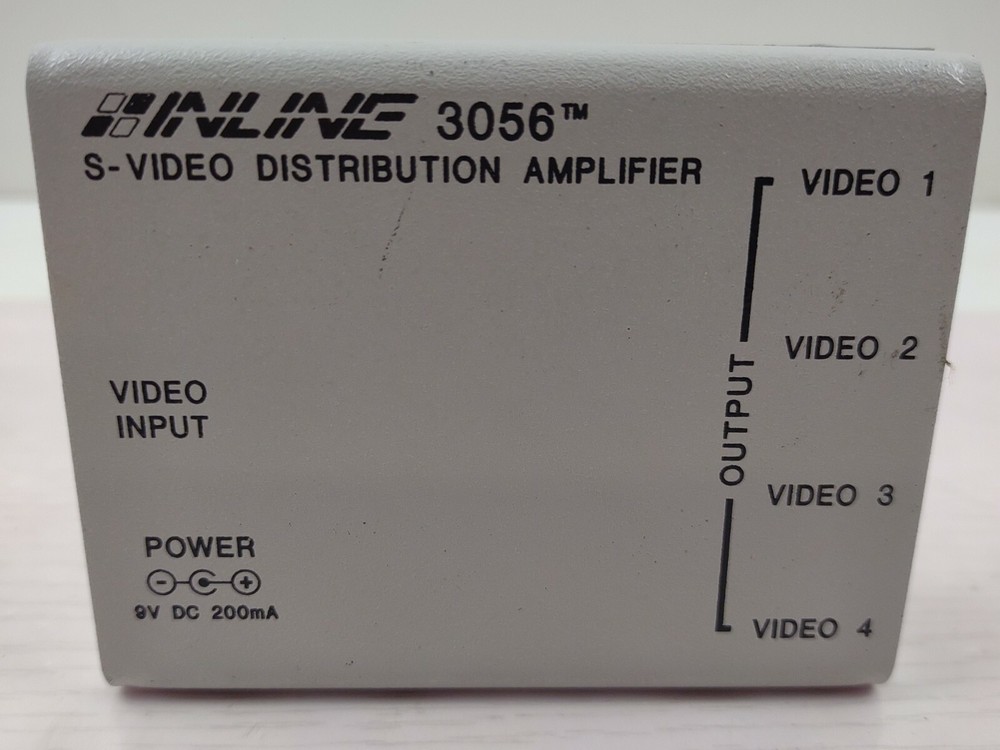 INLINE 3056™
S-VIDEO DISTRIBUTION AMPLIFIER
VIDEO 1
VIDEO 2
OUTPUT
VIDEO
INPUT
VIDEO 3
POWER
- +
9V DC 200mA
VIDEO 4